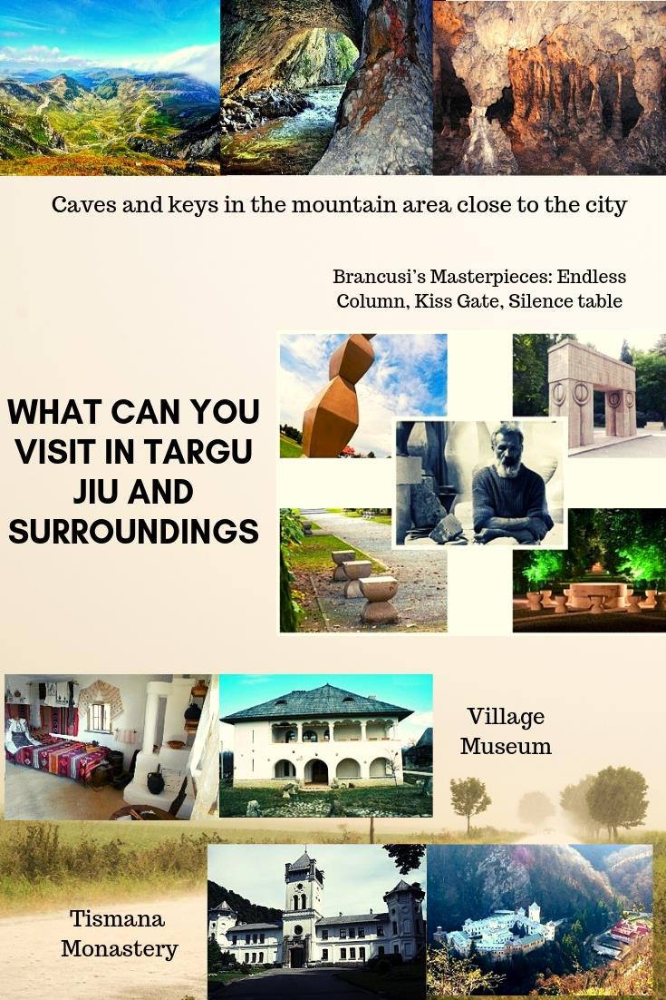 Caves and keys in the mountain area close to the city
Brancusi's Masterpieces: Endless
Column, Kiss Gate, Silence table
WHAT CAN YOU
VISIT IN TARGU
JIU AND
SURROUNDINGS
Village
Museum
Tismana
Monastery